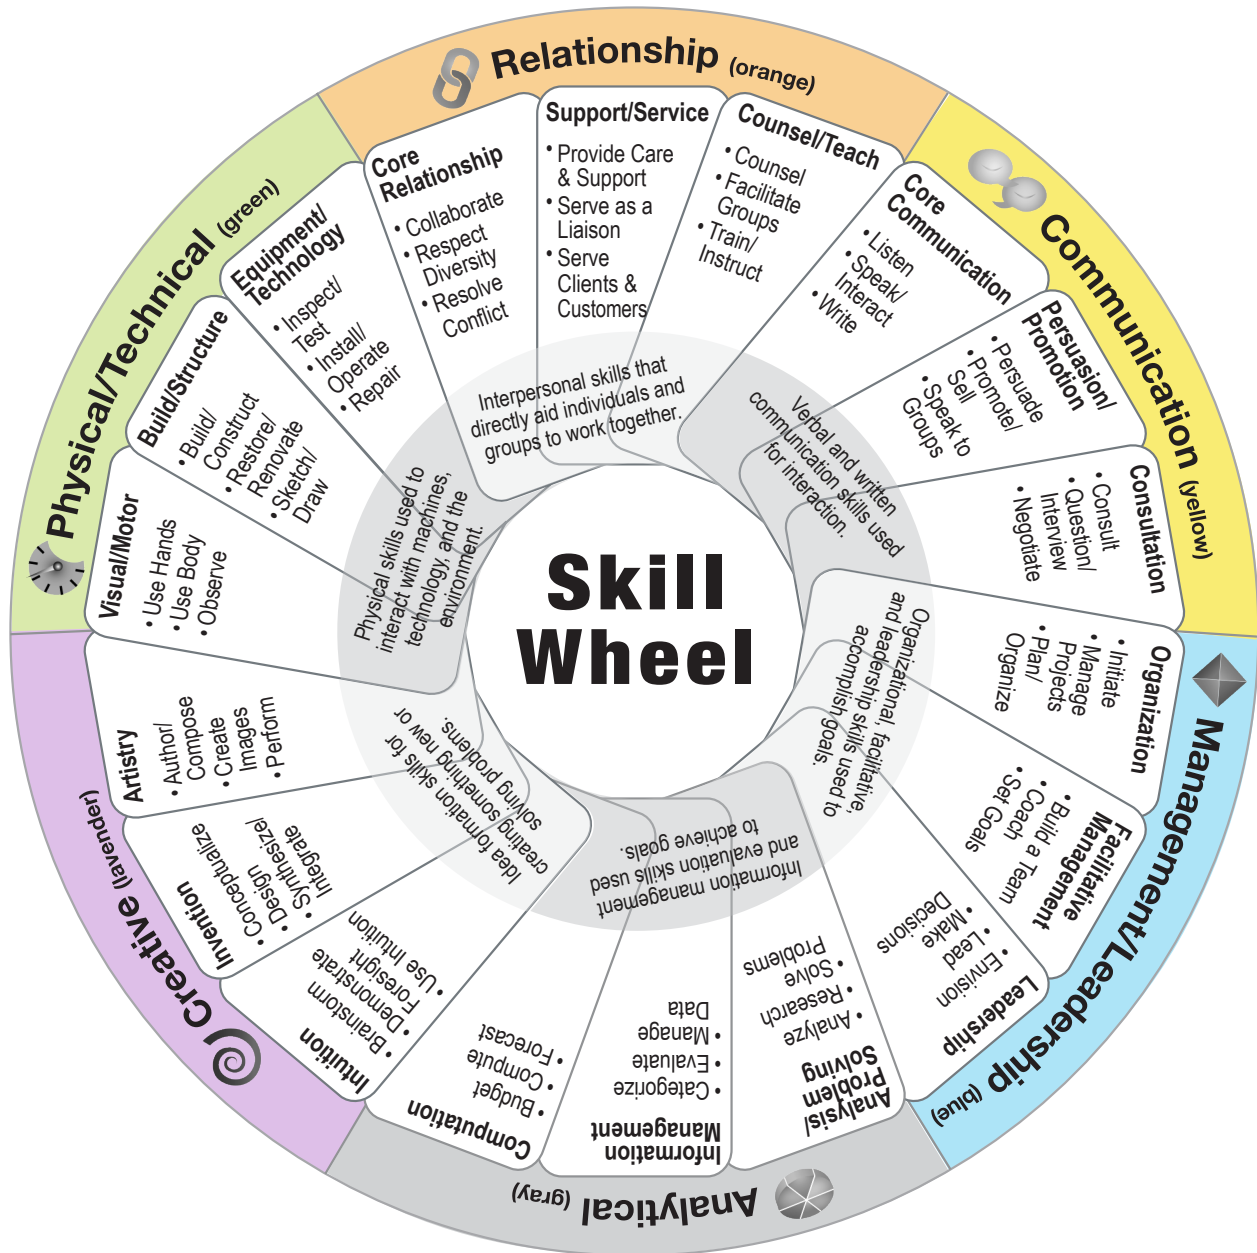 Skill
Wheel
Relationship (orange)
Core
Relationship
• Collaborate
• Respect
Diversity
• Resolve
Conflict
Support/Service
• Provide Care
& Support
• Serve as a
Liaison
• Serve
Clients &
Customers
Counsel/Teach
• Counsel
• Facilitate
Groups
• Train/
Instruct
Interpersonal skills that
directly aid individuals and
groups to work together.
Communication (yellow)
Core
Communication
• Listen
• Speak/
Interact
• Write
Persuasion/
Promotion
• Persuade
• Promote/
Sell
• Speak to
Groups
Consultation
• Consult
• Question/
Interview
• Negotiate
Verbal and written
communication skills used
for interaction.
Management/Leadership (blue)
Organization
• Initiate
• Manage
Projects
• Plan/
Organize
Facilitative
Management
• Build a Team
• Coach
• Set Goals
Leadership
• Envision
• Lead
• Make
Decisions
Organizational, facilitative,
and leadership skills used to
accomplish goals.
Analytical (gray)
Analysis/
Problem
Solving
• Analyze
• Research
• Solve
Problems
Information
Management
• Categorize
• Evaluate
• Manage
Data
Computation
• Budget
• Compute
• Forecast
Information management
and evaluation skills used
to achieve goals.
Creative (lavender)
Intuition
• Brainstorm
• Demonstrate
Foresight
• Use Intuition
Invention
• Conceptualize
• Design
• Synthesize/
Integrate
Artistry
• Author/
Compose
• Create
Images
• Perform
Idea formation skills for
creating something new or
solving problems.
Physical/Technical (green)
Visual/Motor
• Use Hands
• Use Body
• Observe
Build/Structure
• Build/
Construct
• Restore/
Renovate
• Sketch/
Draw
Equipment/
Technology
• Inspect/
Test
• Install/
Operate
• Repair
Physical skills used to
interact with machines,
technology, and the
environment.